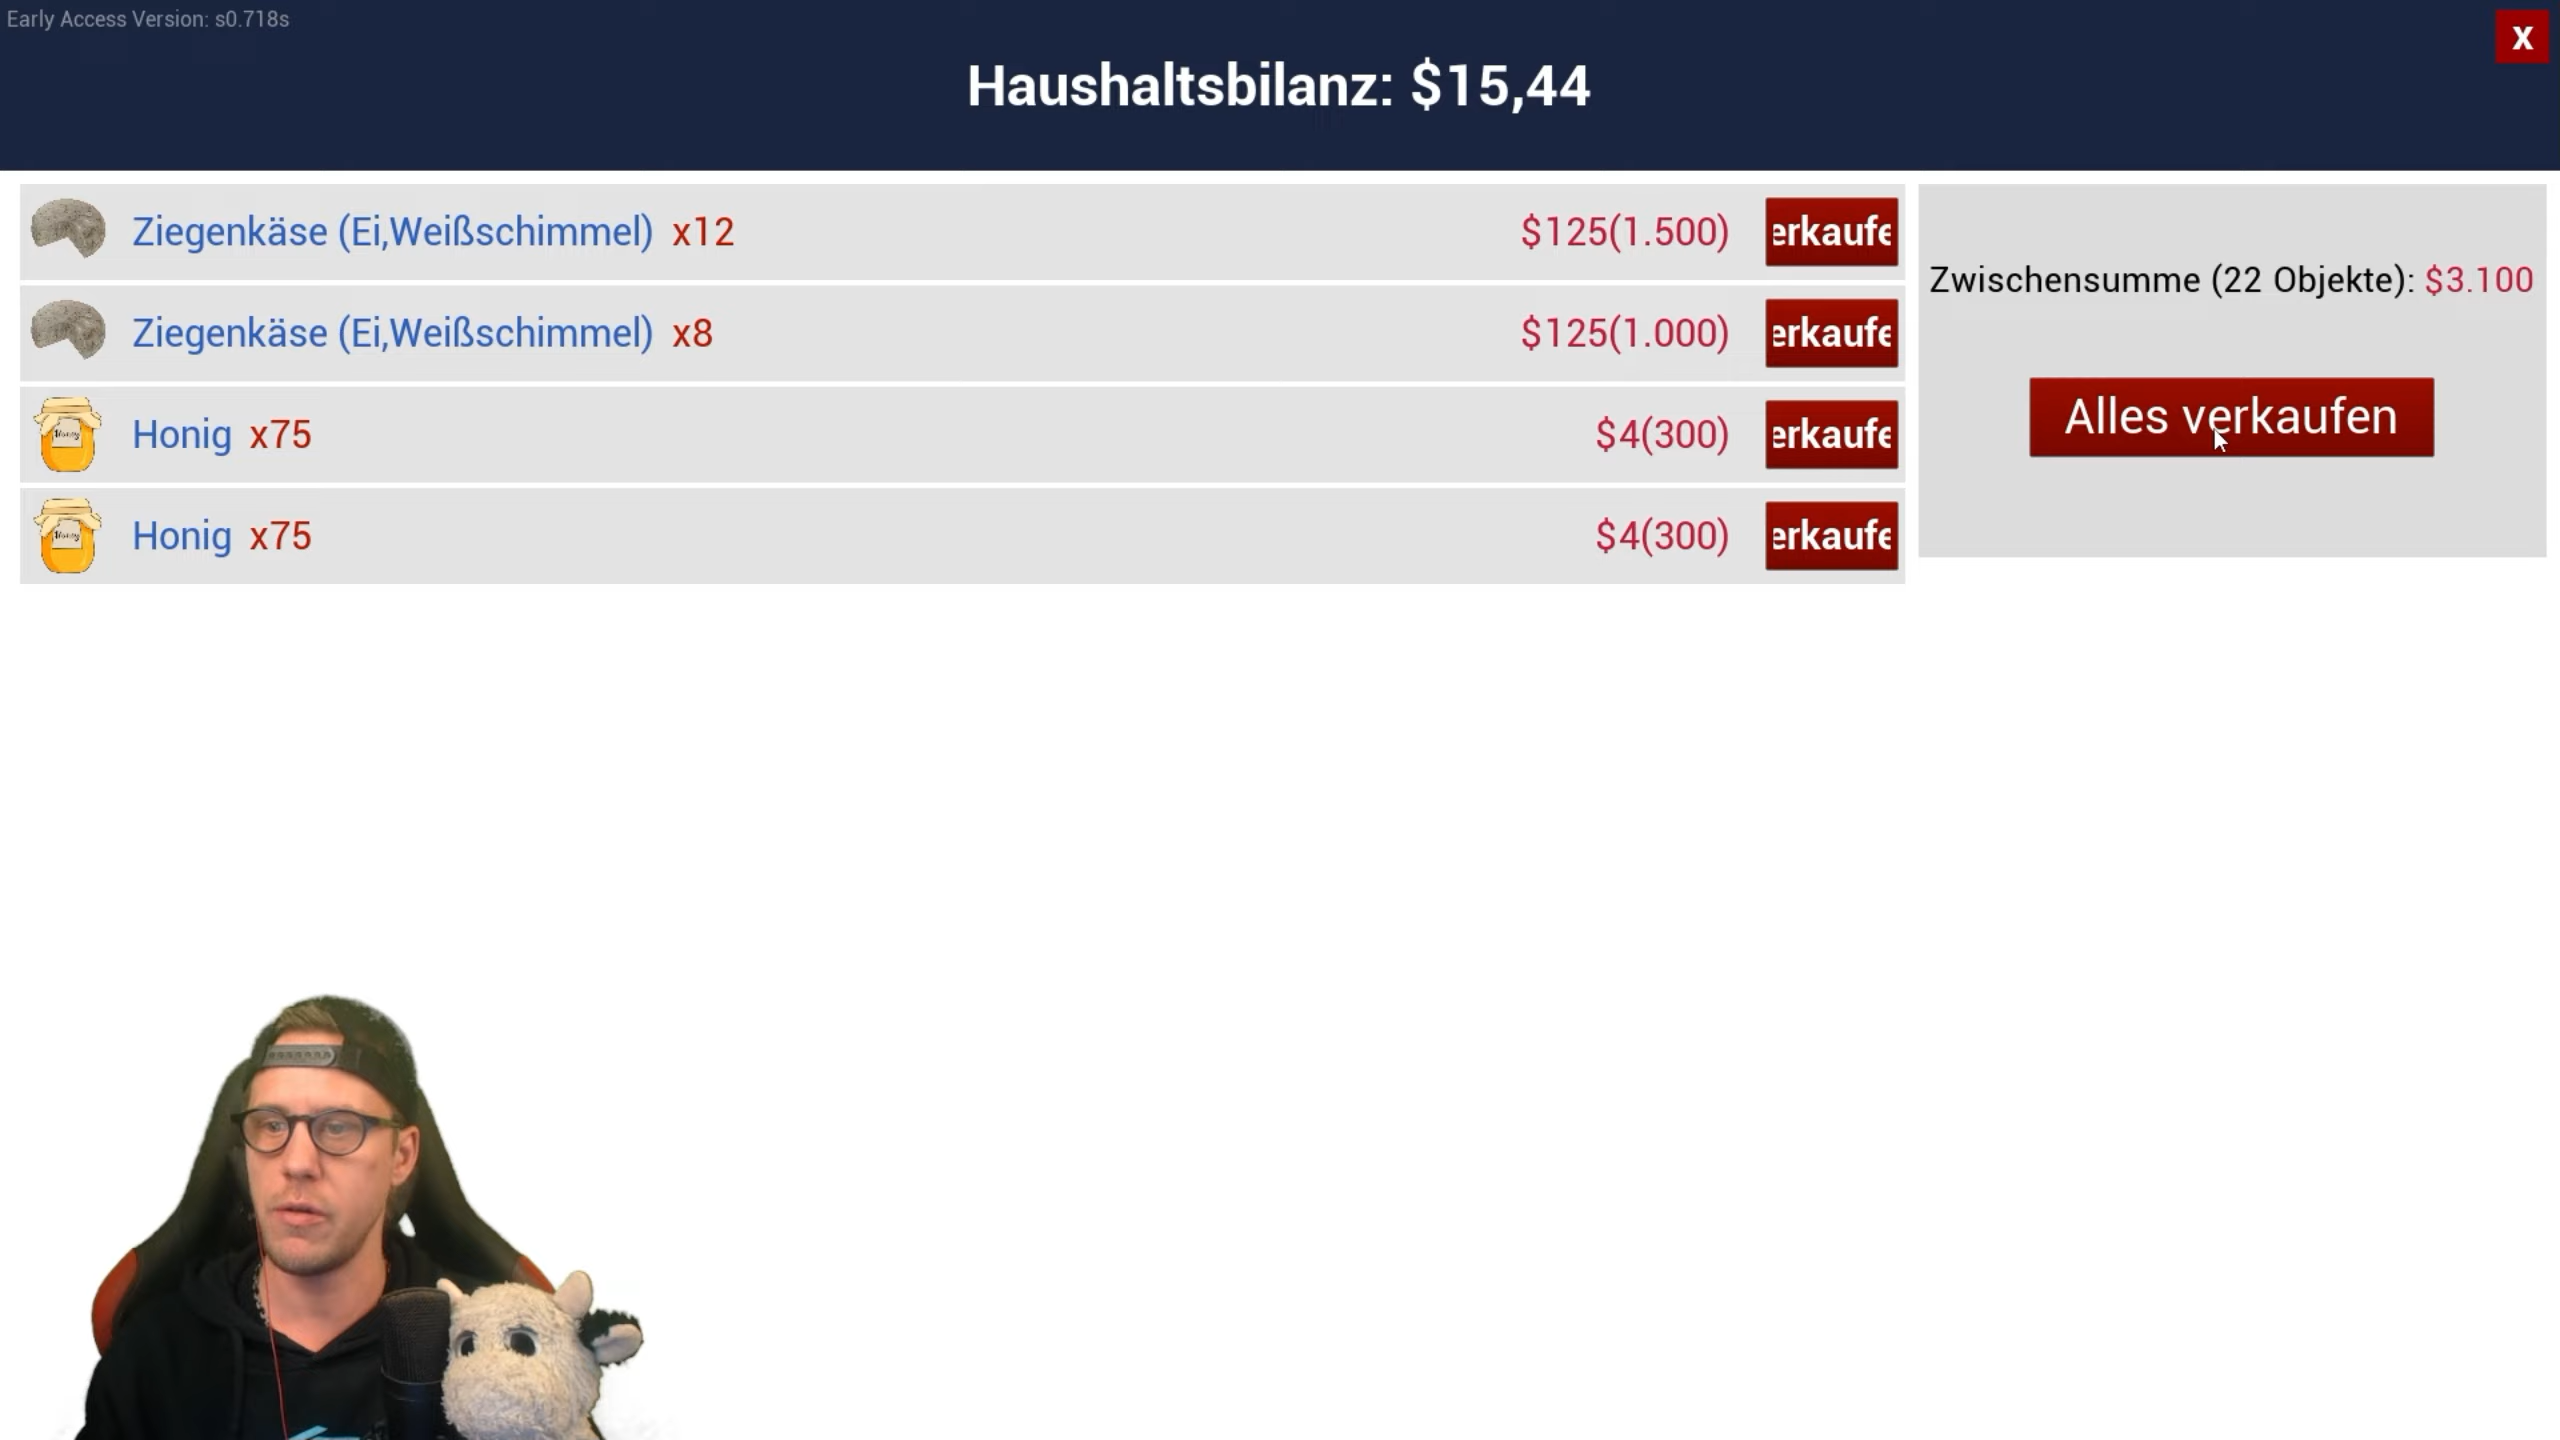 Early Access Version: s0.718s
X
Haushaltsbilanz: $15,44
Ziegenkäse (Ei,Weißschimmel) x12 $125(1.500) erkaufe
Ziegenkäse (Ei,Weißschimmel) x8 $125(1.000) erkaufe
Honig x75 $4(300) erkaufe
Honig x75 $4(300) erkaufe
Zwischensumme (22 Objekte): $3.100
Alles verkaufen
Honey
Honey